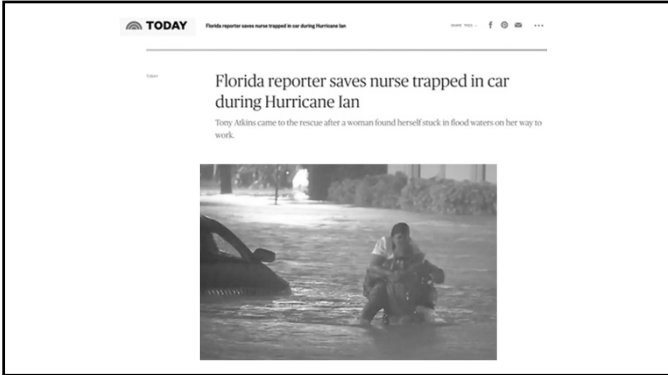 TODAY
Florida reporter saves nurse trapped in car during Hurricane Ian
Florida reporter saves nurse trapped in car
during Hurricane Ian
Tony Atkins came to the rescue after a woman found herself stuck in flood waters on her way to
work.